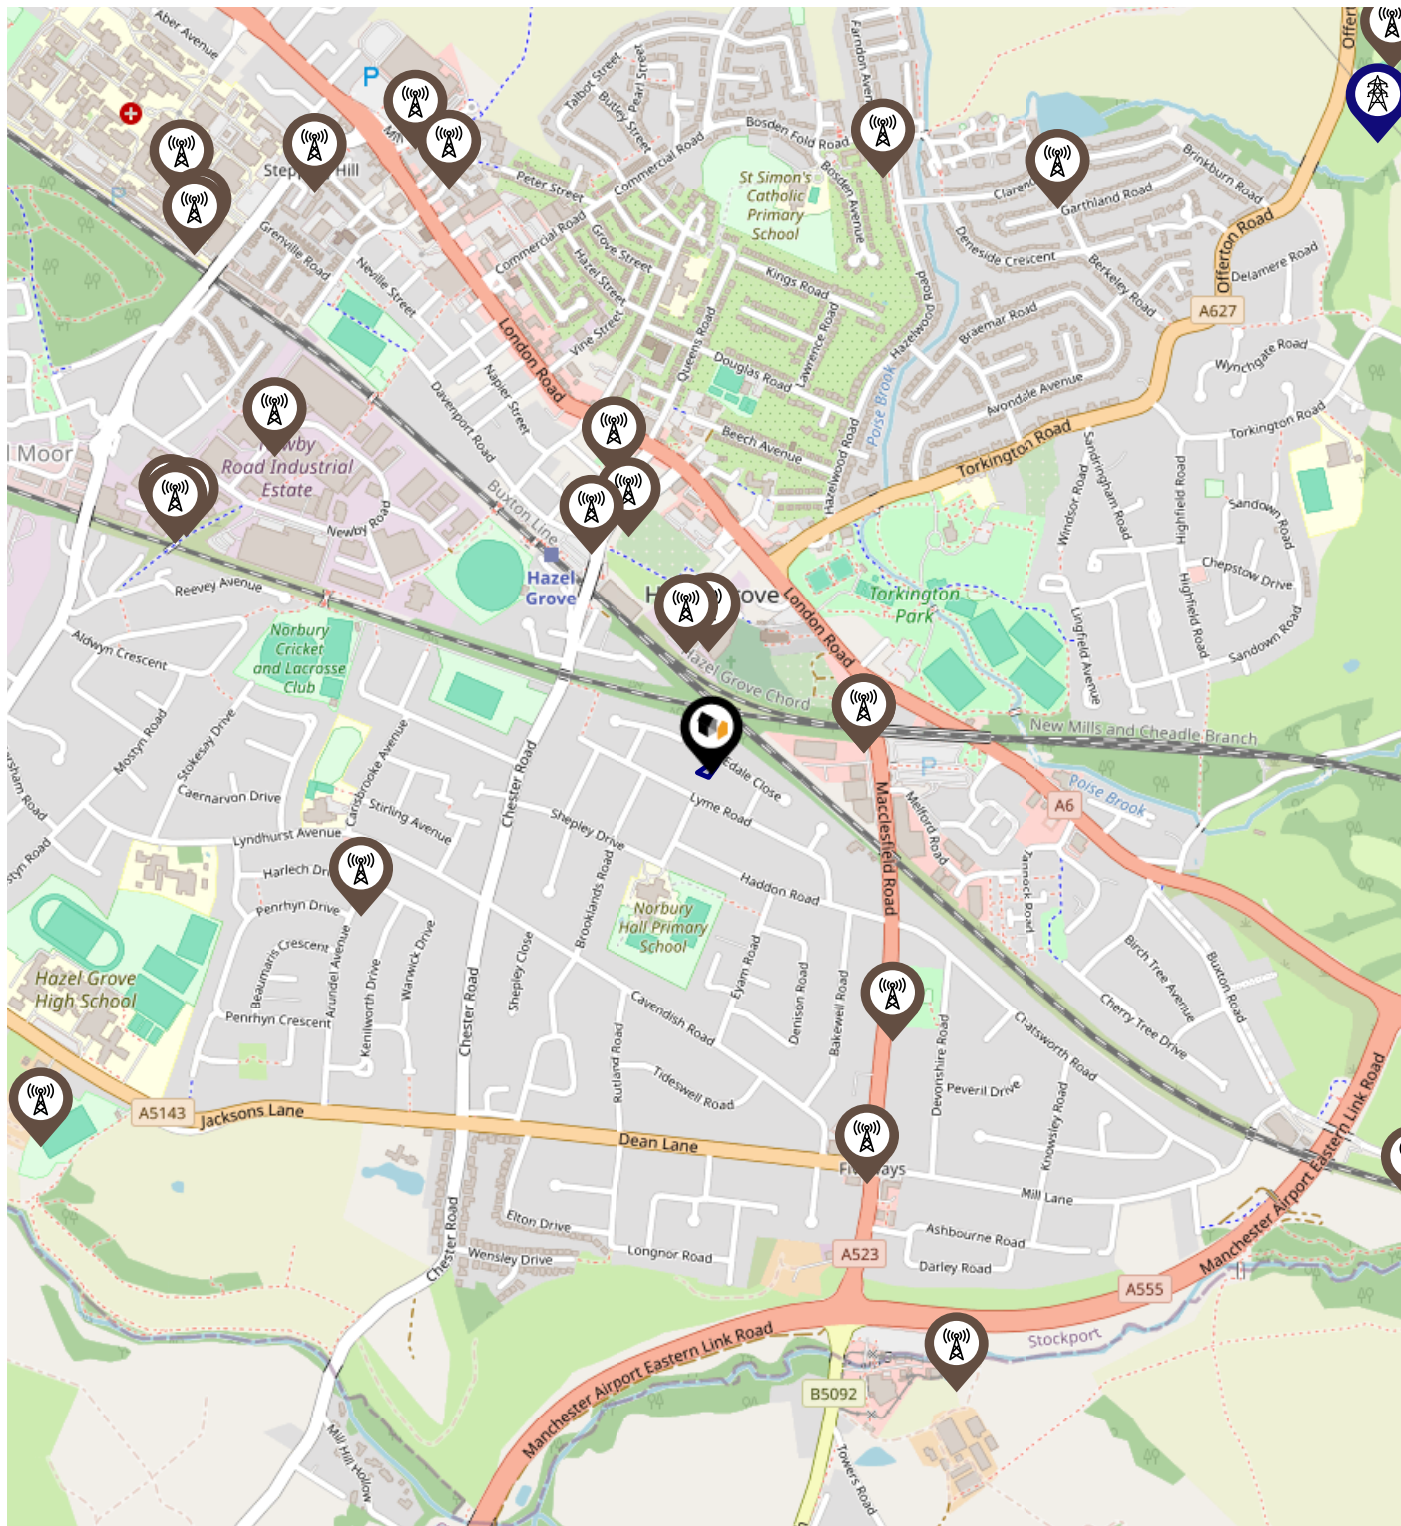 Aber Avenue
P
Talbot Street
Pearl Street
Butley Street
Farndon Avenue
Bosden Fold Road
Commercial Road
Peter Street
St Simon's
Catholic
Primary
School
Bosden Avenue
Brinkburn Road
Garthland Road
Deneside Crescent
Berkeley Road
Offerton Road
Delamere Road
A627
P
Grenville Road
Neville Street
Commercial Road
Grove Street
Hazel Street
Vine Street
Kings Road
Queens Road
Lawrence Road
Douglas Road
Hazelwood Road
Braemar Road
Wynchgate Road
London Road
Napier Street
Davenport Road
Avondale Avenue
Poise Brook
Beech Avenue
Hazelwood Road
Torkington Road
Torkington Road
Road Industrial
Estate
Newby Road
Buxton Line
Windsor Road
Sandringham Road
Highfield Road
Sandown Road
Chepstow Drive
Highfield Road
Hazel
Grove
Reevey Avenue
London Road
Torkington
Park
Lingfield Avenue
Sandown Road
Norbury
Cricket
and Lacrosse
Club
Aldwyn Crescent
Hazel Grove Chord
New Mills and Cheadle Branch
Mostyn Road
Stokesay Drive
Carisbrooke Avenue
Caernarvon Drive
Stirling Avenue
Chester Road
Edale Close
Lyme Road
Shepley Drive
P
Poise Brook
A6
Melford Road
Macclesfield Road
Lyndhurst Avenue
Penrhyn Drive
Haddon Road
Tannock Road
Brooklands Road
Norbury
Hall Primary
School
Hazel Grove
High School
Beaumaris Crescent
Arundel Avenue
Warwick Drive
Kenilworth Drive
Penrhyn Crescent
Chester Road
Shepley Close
Eyam Road
Denison Road
Bakewell Road
Cavendish Road
Rutland Road
Tideswell Road
Birch Tree Avenue
Buxton Road
Cherry Tree Drive
Chatsworth Road
Devonshire Road
Peveril Drive
Knowsley Road
A5143
Jacksons Lane
Dean Lane
Mill Lane
Elton Drive
Wensley Drive
Longnor Road
Chester Road
Ashbourne Road
Darley Road
A523
A555
Manchester Airport Eastern Link Road
Manchester Airport Eastern Link Road
Stockport
B5092
Towers Road
Mill Hill Hollow